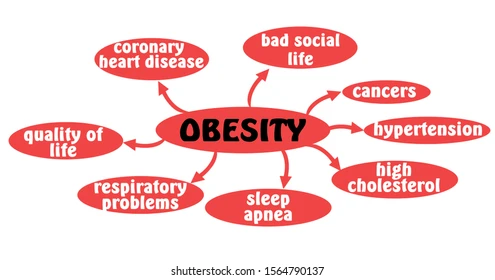 coronary
heart disease
bad social
life
cancers
OBESITY
hypertension
quality of
life
high
cholesterol
respiratory
problems
sleep
apnea
shutterstock.com · 1564790137